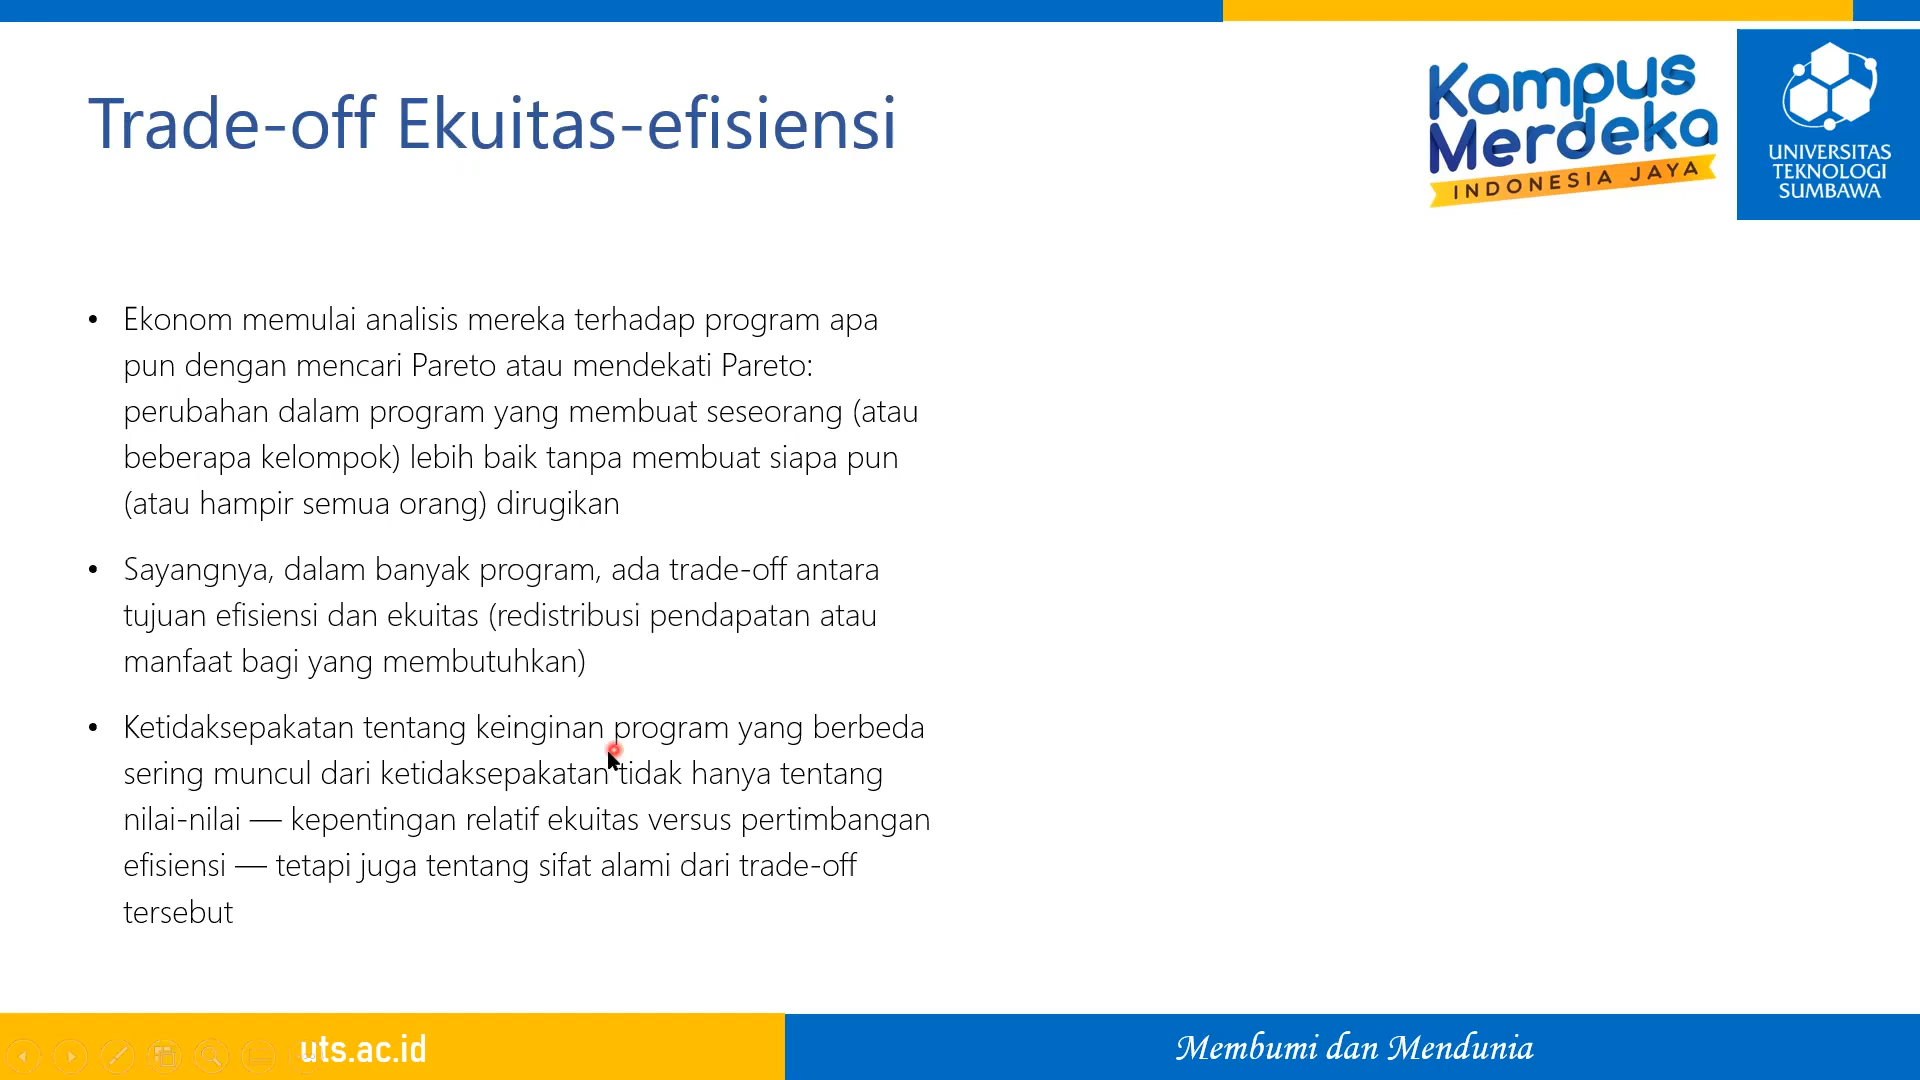 Kampus
Merdeka
INDONESIA JAYA
UNIVERSITAS
TEKNOLOGI
SUMBAWA
Trade-off Ekuitas-efisiensi
• Ekonom memulai analisis mereka terhadap program apa
pun dengan mencari Pareto atau mendekati Pareto:
perubahan dalam program yang membuat seseorang (atau
beberapa kelompok) lebih baik tanpa membuat siapa pun
(atau hampir semua orang) dirugikan
• Sayangnya, dalam banyak program, ada trade-off antara
tujuan efisiensi dan ekuitas (redistribusi pendapatan atau
manfaat bagi yang membutuhkan)
• Ketidaksepakatan tentang keinginan program yang berbeda
sering muncul dari ketidaksepakatan tidak hanya tentang
nilai-nilai — kepentingan relatif ekuitas versus pertimbangan
efisiensi — tetapi juga tentang sifat alami dari trade-off
tersebut
uts.ac.id
Membumi dan Mendunia